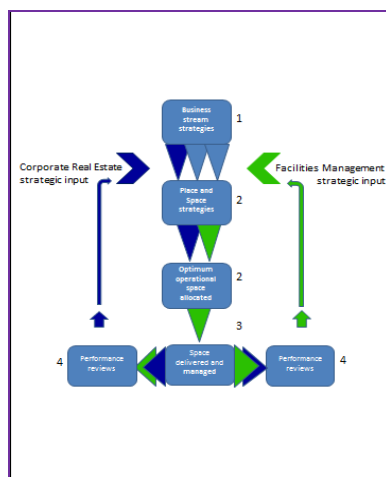 Business
stream
strategies
1
Corporate Real Estate
strategic input
Facilities Management
strategic input
Place and
Space
strategies
2
Optimum
operational
space
allocated
2
3
4
Performance
reviews
Space
delivered and
managed
Performance
reviews
4